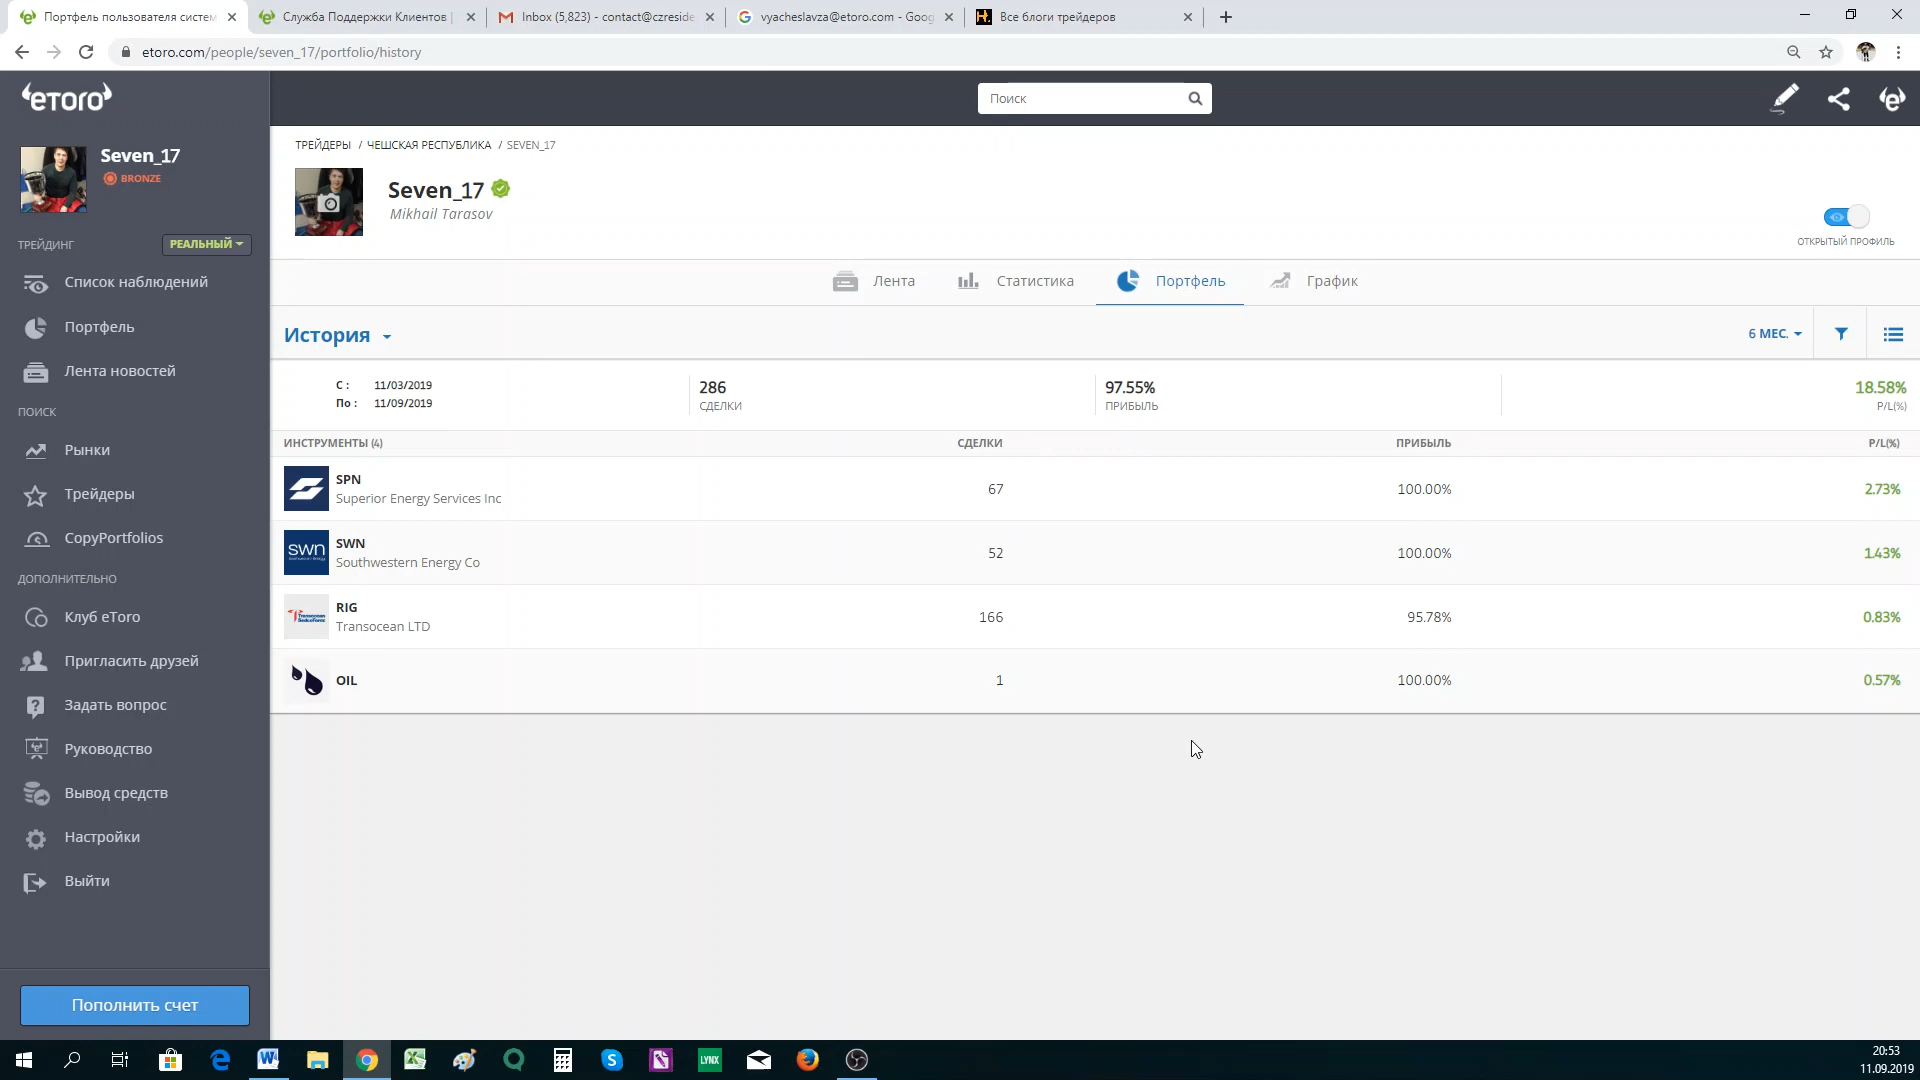 Портфель пользователя систем
Служба Поддержки Клиентов |
Inbox (5,823) - contact@czreside
vyacheslavza@etoro.com - Goog
Все блоги трейдеров
etoro.com/people/seven_17/portfolio/history
eToro
Поиск
Seven_17
BRONZE
ТРЕЙДИНГ
РЕАЛЬНЫЙ
Список наблюдений
Портфель
Лента новостей
ПОИСК
Рынки
Трейдеры
CopyPortfolios
ДОПОЛНИТЕЛЬНО
Клуб eToro
Пригласить друзей
Задать вопрос
Руководство
Вывод средств
Настройки
Выйти
Пополнить счет
ТРЕЙДЕРЫ / ЧЕШСКАЯ РЕСПУБЛИКА / SEVEN_17
Seven_17
Mikhail Tarasov
ОТКРЫТЫЙ ПРОФИЛЬ
Лента
Статистика
Портфель
График
История
6 МЕС.
С : 11/03/2019
По : 11/09/2019
286
СДЕЛКИ
97.55%
ПРИБЫЛЬ
18.58%
P/L(%)
ИНСТРУМЕНТЫ (4) СДЕЛКИ ПРИБЫЛЬ P/L(%)
SPN
Superior Energy Services Inc
67 100.00% 2.73%
swn
SWN
Southwestern Energy Co
52 100.00% 1.43%
RIG
Transocean LTD
166 95.78% 0.83%
OIL 1 100.00% 0.57%
LYNX
20:53
11.09.2019